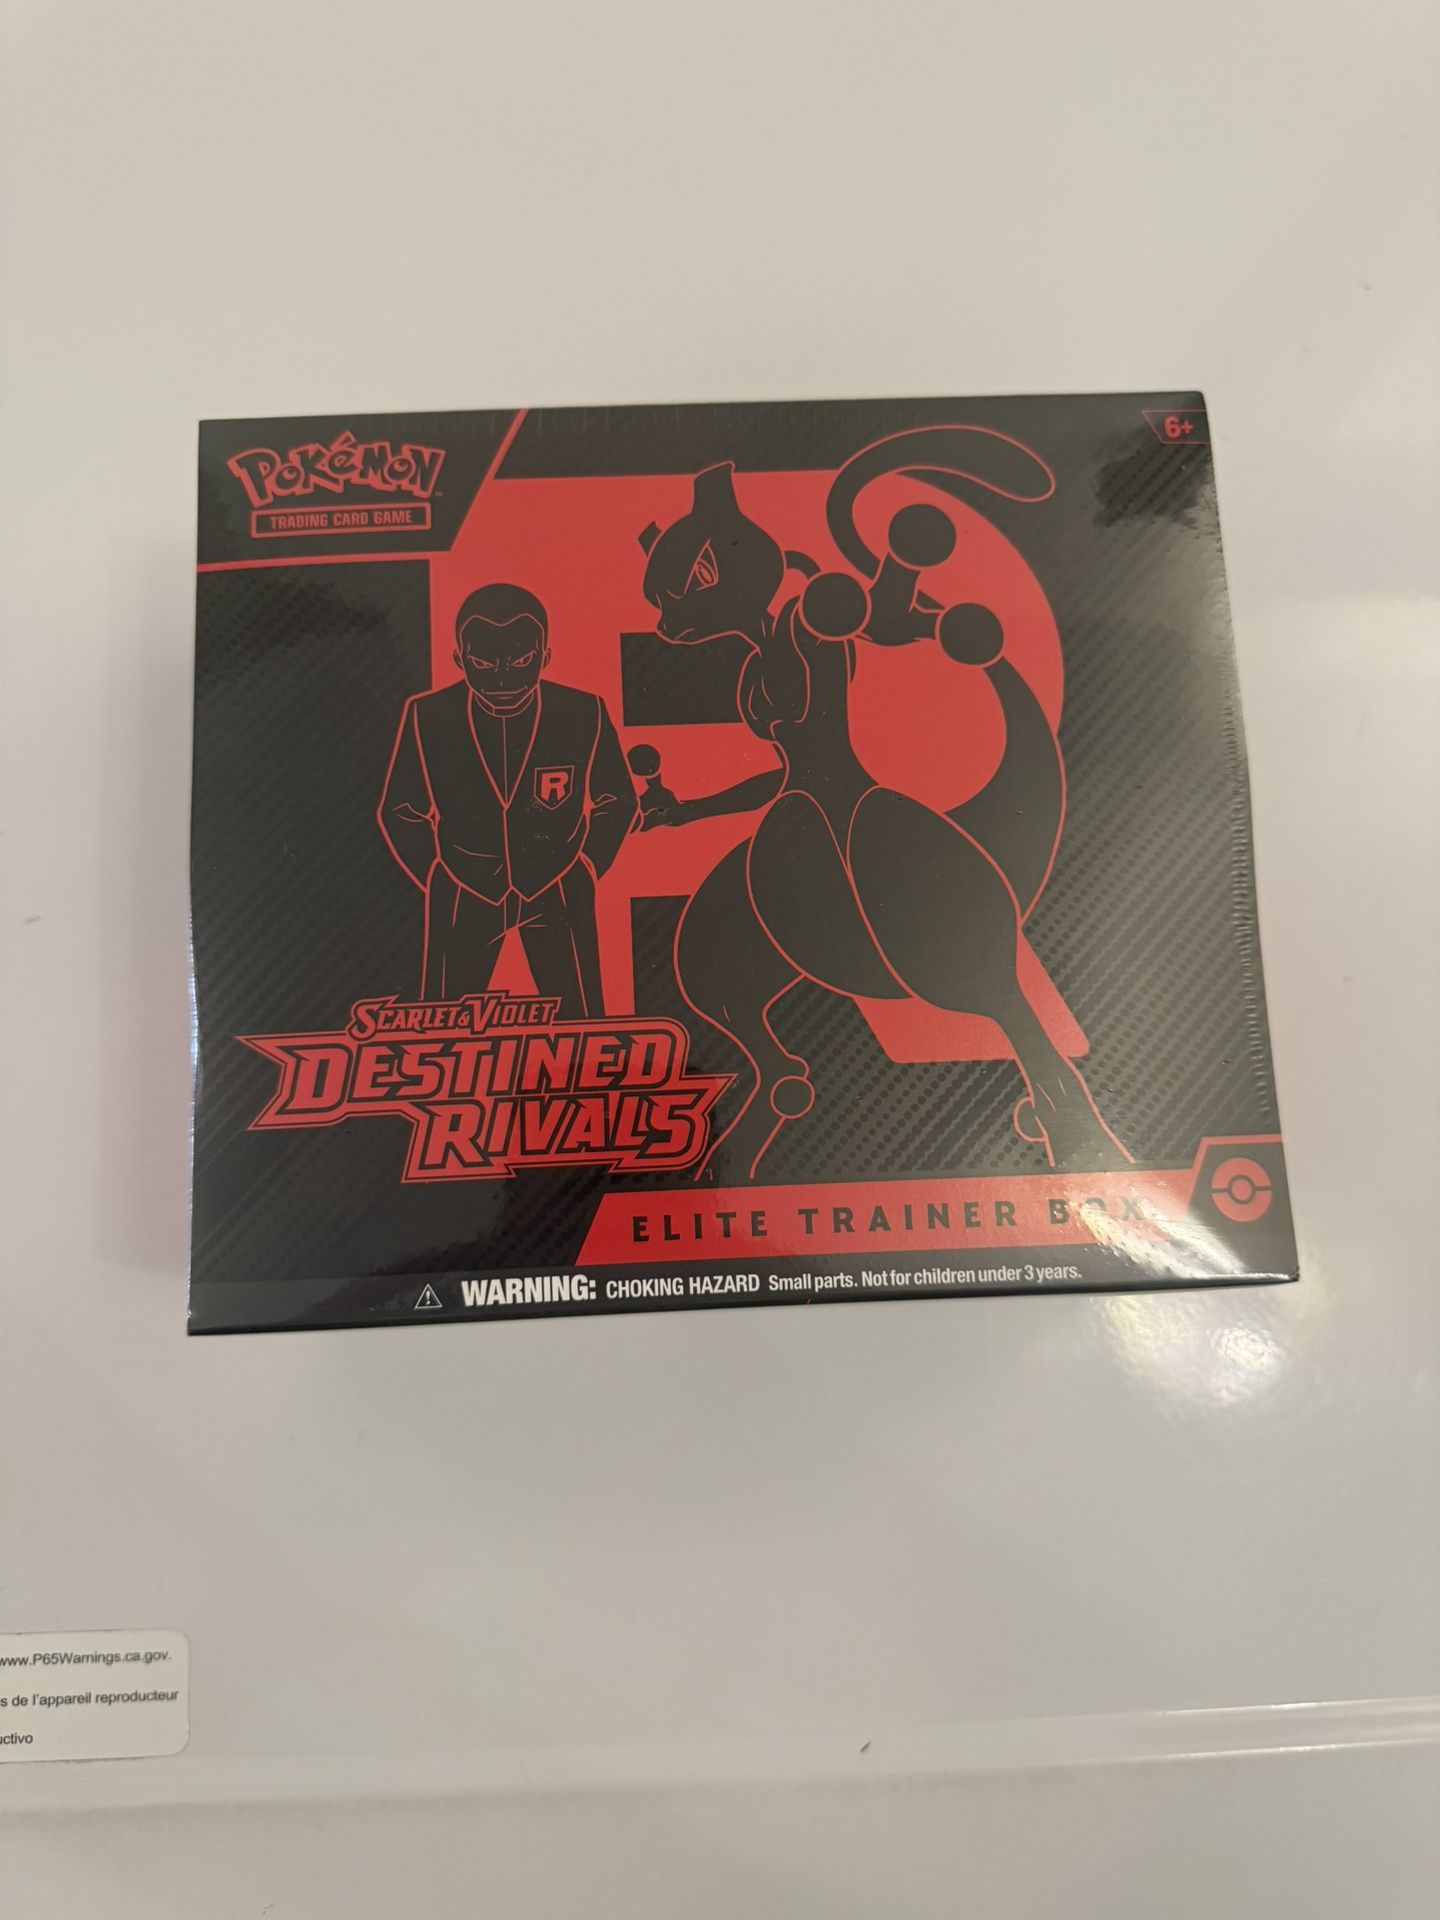 POKéMON
TRADING CARD GAME
6+
R
SCARLET & VIOLET
DESTINED
RIVALS
ELITE TRAINER BOX
WARNING: CHOKING HAZARD Small parts. Not for children under 3 years.
www.P65Warnings.ca.gov.
de l'appareil reproducteur